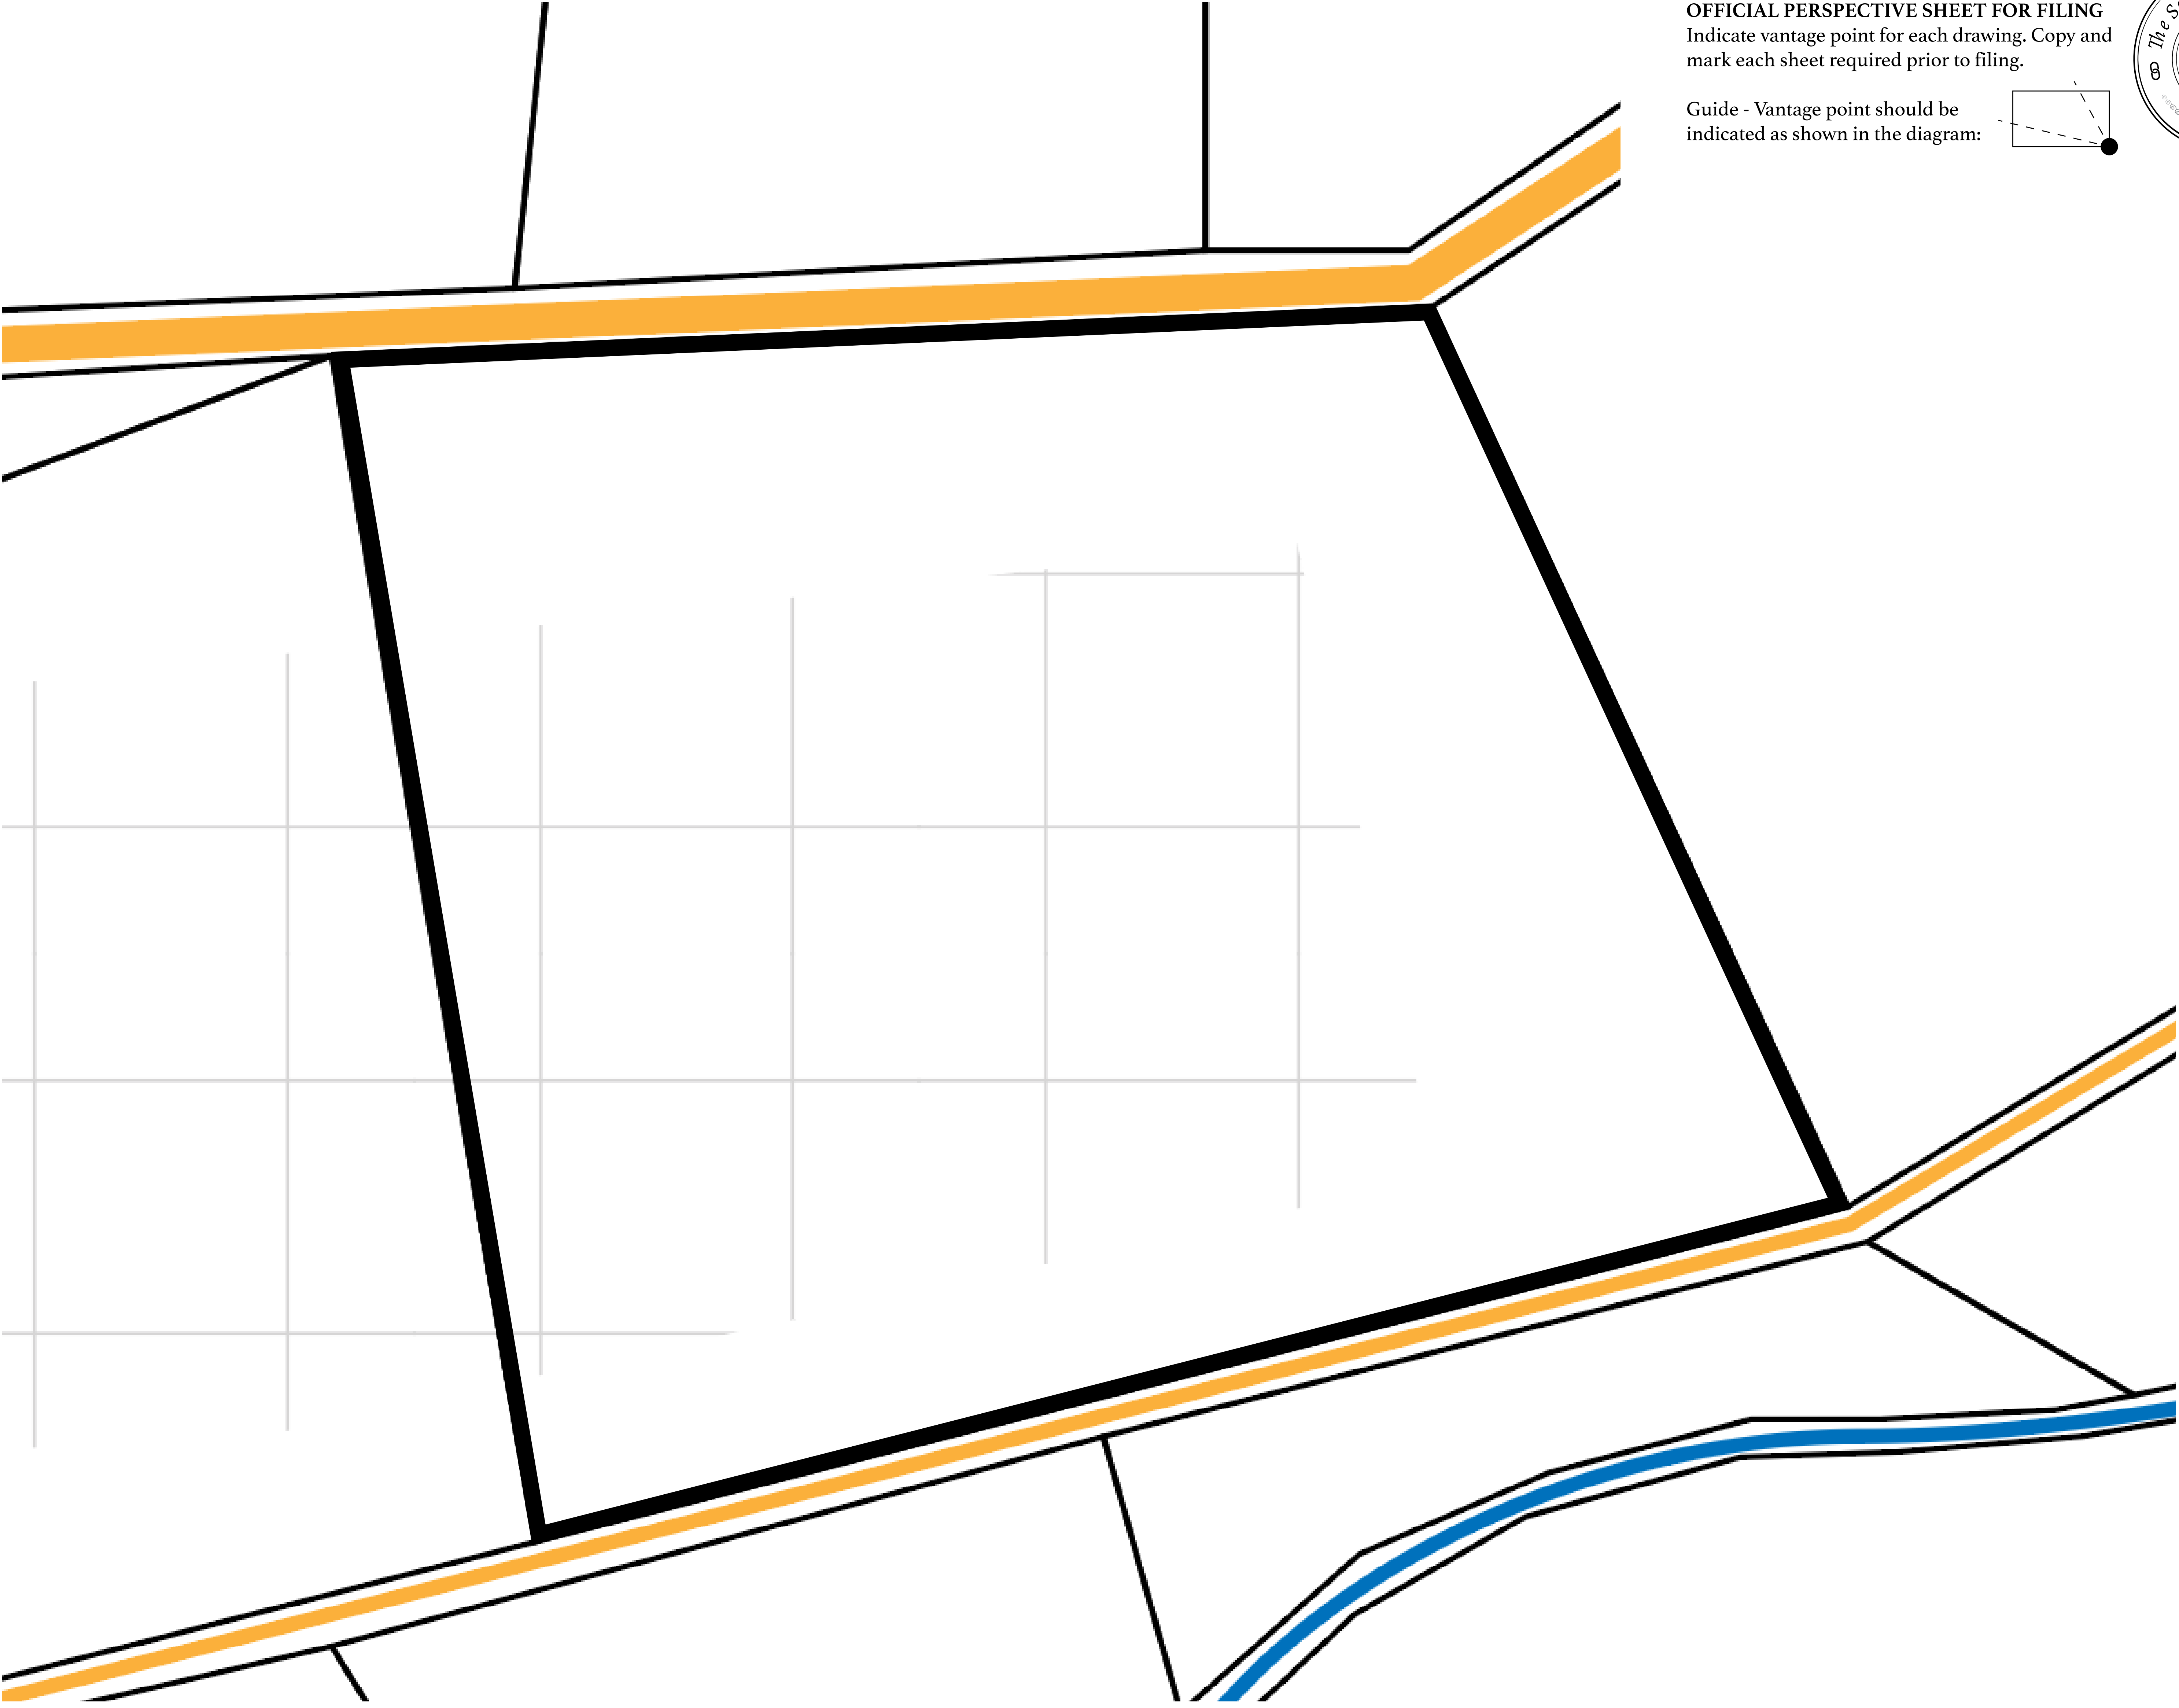 OFFICIAL PERSPECTIVE SHEET FOR FILING
Indicate vantage point for each drawing. Copy and
mark each sheet required prior to filing.
Guide - Vantage point should be
indicated as shown in the diagram:
The